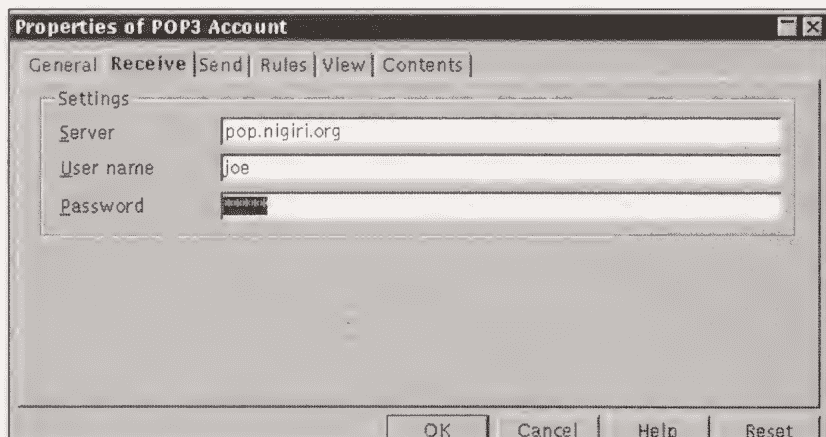 Properties of POP3 Account
General Receive Send Rules View Contents
Settings
Server pop.nigiri.org
User name joe
Password ******
OK Cancel Help Reset